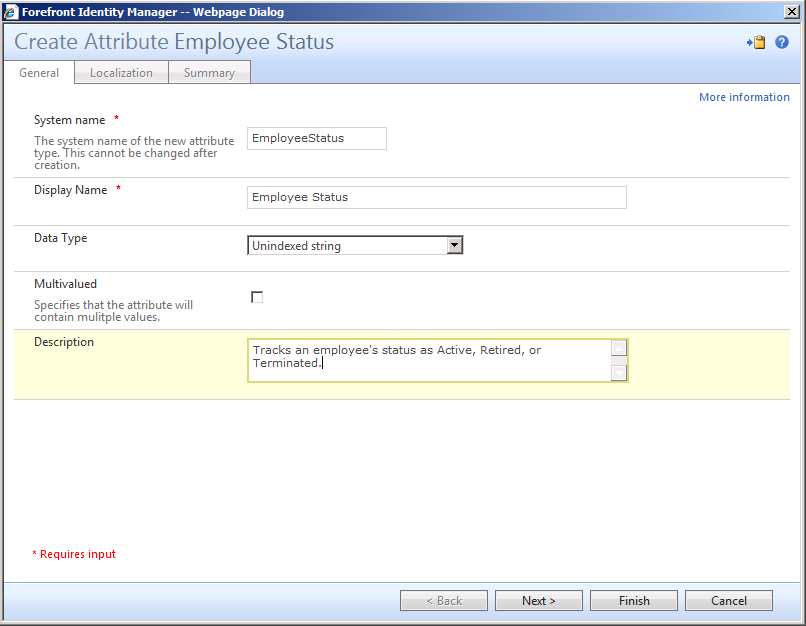 Forefront Identity Manager -- Webpage Dialog
Create Attribute Employee Status
General
Localization
Summary
More information
System name *
The system name of the new attribute
type. This cannot be changed after
creation.
EmployeeStatus
Display Name *
Employee Status
Data Type
Unindexed string
Multivalued
Specifies that the attribute will
contain mulitple values.
Description
Tracks an employee's status as Active, Retired, or
Terminated.
* Requires input
< Back
Next >
Finish
Cancel